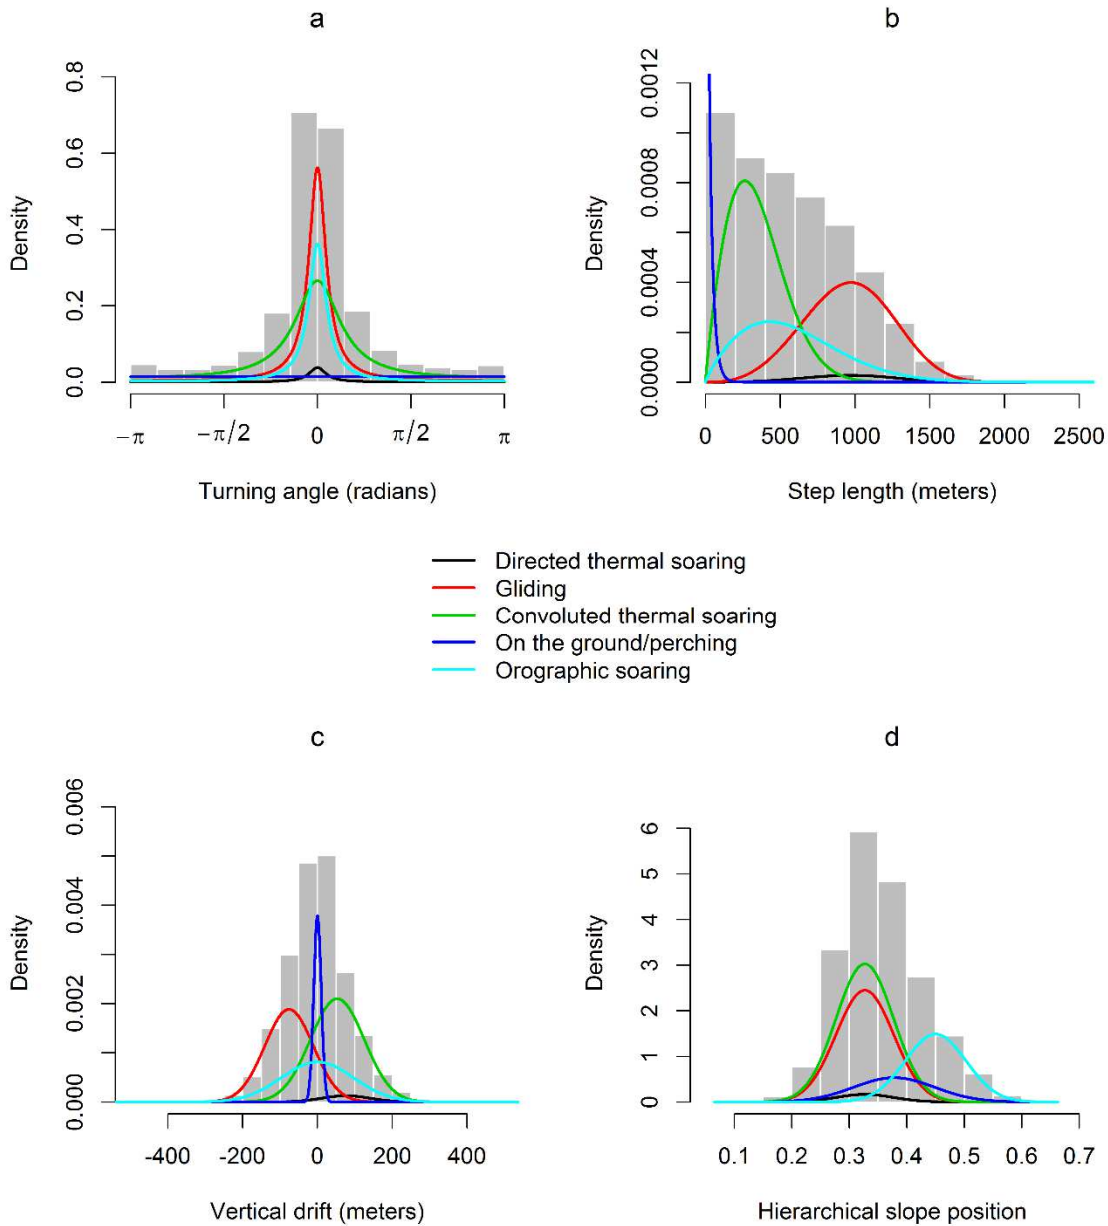 a
Density
0.0
0.2
0.4
0.6
0.8
−π
−π/2
0
π/2
π
Turning angle (radians)
b
Density
0.0000
0.0004
0.0008
0.0012
0
500
1000
1500
2000
2500
Step length (meters)
Directed thermal soaring
Gliding
Convoluted thermal soaring
On the ground/perching
Orographic soaring
c
Density
0.000
0.002
0.004
0.006
-400
-200
0
200
400
Vertical drift (meters)
d
Density
0
1
2
3
4
5
6
0.1
0.2
0.3
0.4
0.5
0.6
0.7
Hierarchical slope position